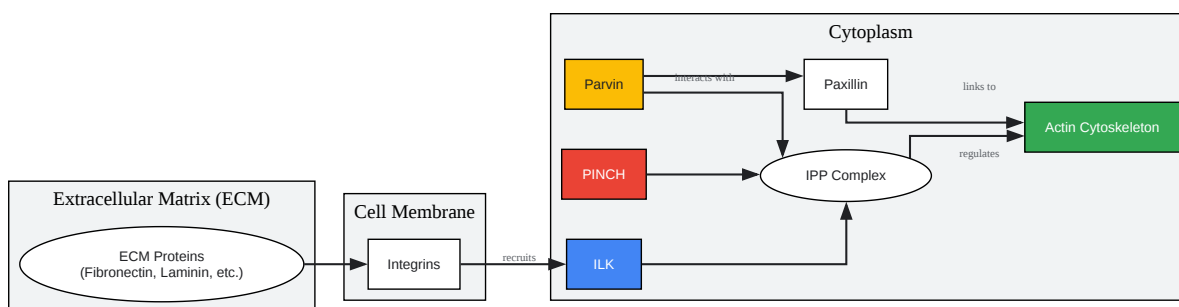 Cytoplasm
Parvin
interacts with
Paxillin
links to
Actin Cytoskeleton
regulates
PINCH
IPP Complex
Extracellular Matrix (ECM)
ECM Proteins
(Fibronectin, Laminin, etc.)
Cell Membrane
Integrins
recruits
ILK